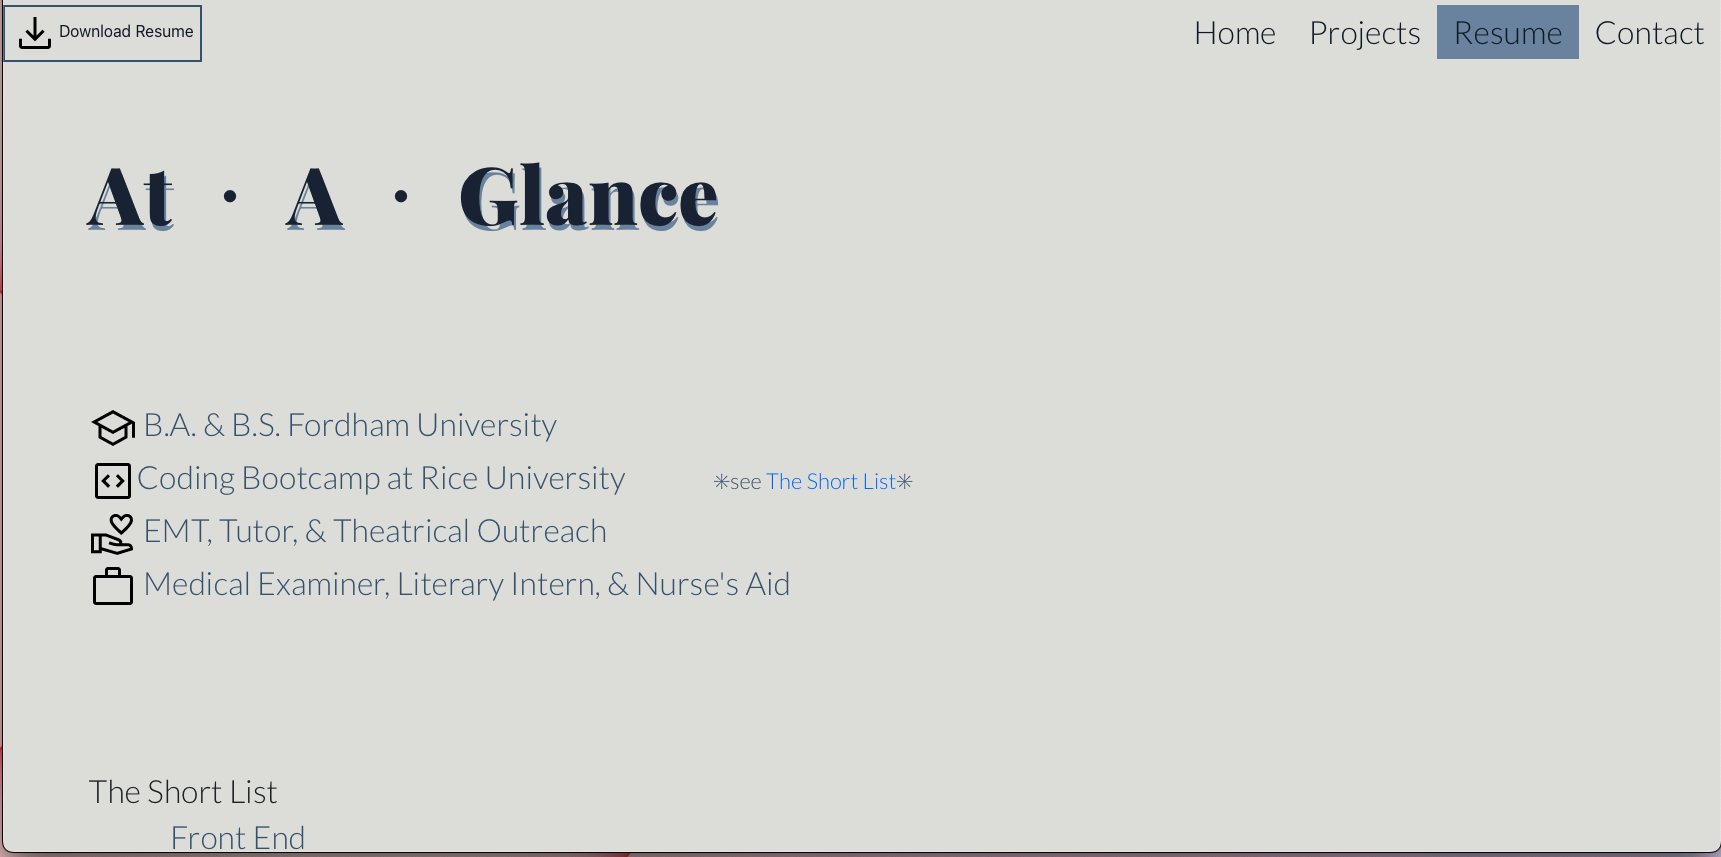 Download Resume
Home Projects Resume Contact
At · A · Glance
B.A. & B.S. Fordham University
Coding Bootcamp at Rice University
✳see The Short List✳
EMT, Tutor, & Theatrical Outreach
Medical Examiner, Literary Intern, & Nurse's Aid
The Short List
Front End